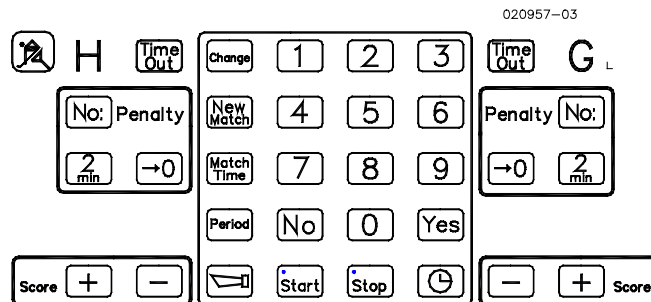 020957-03
H Time Out Change 1 2 3 Time Out G
No: Penalty New Match 4 5 6 Penalty No:
2 min →0 Match Time 7 8 9 →0 2 min
Period No 0 Yes
Score + − Start Stop − + Score